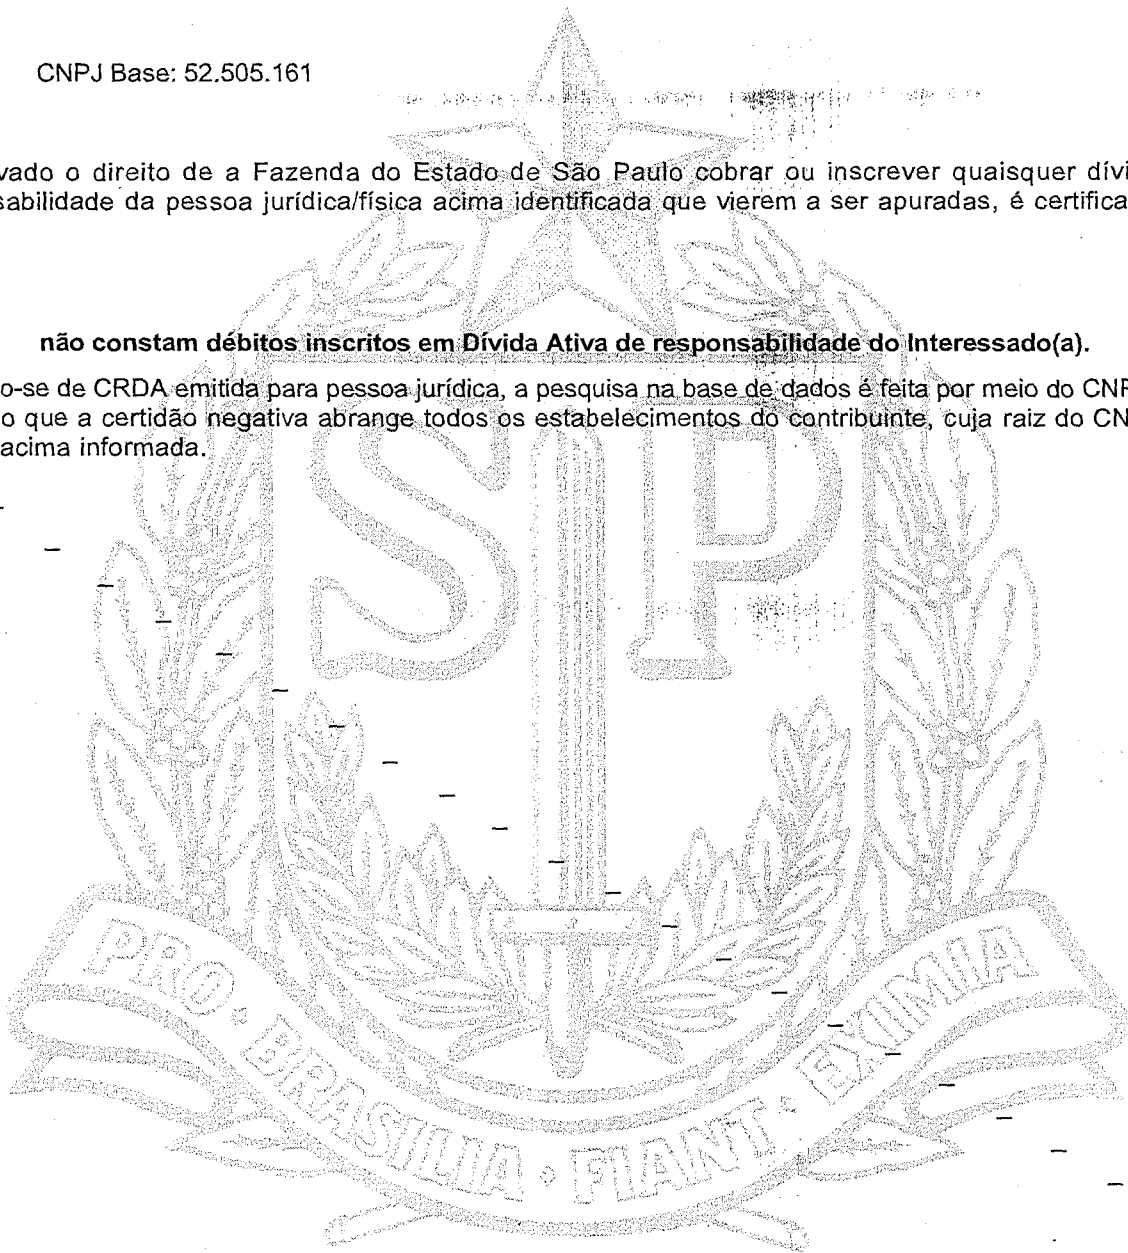 CNPJ Base: 52.505.161
vado o direito de a Fazenda do Estado de São Paulo cobrar ou inscrever quaisquer dívi
sabilidade da pessoa jurídica/física acima identificada que vierem a ser apuradas, é certifica
não constam débitos inscritos em Dívida Ativa de responsabilidade do Interessado(a).
o-se de CRDA emitida para pessoa jurídica, a pesquisa na base de dados é feita por meio do CNP
o que a certidão negativa abrange todos os estabelecimentos do contribuinte, cuja raiz do CN
acima informada.
SP
PRO · BRASILIA · FIANT · EXIMIA